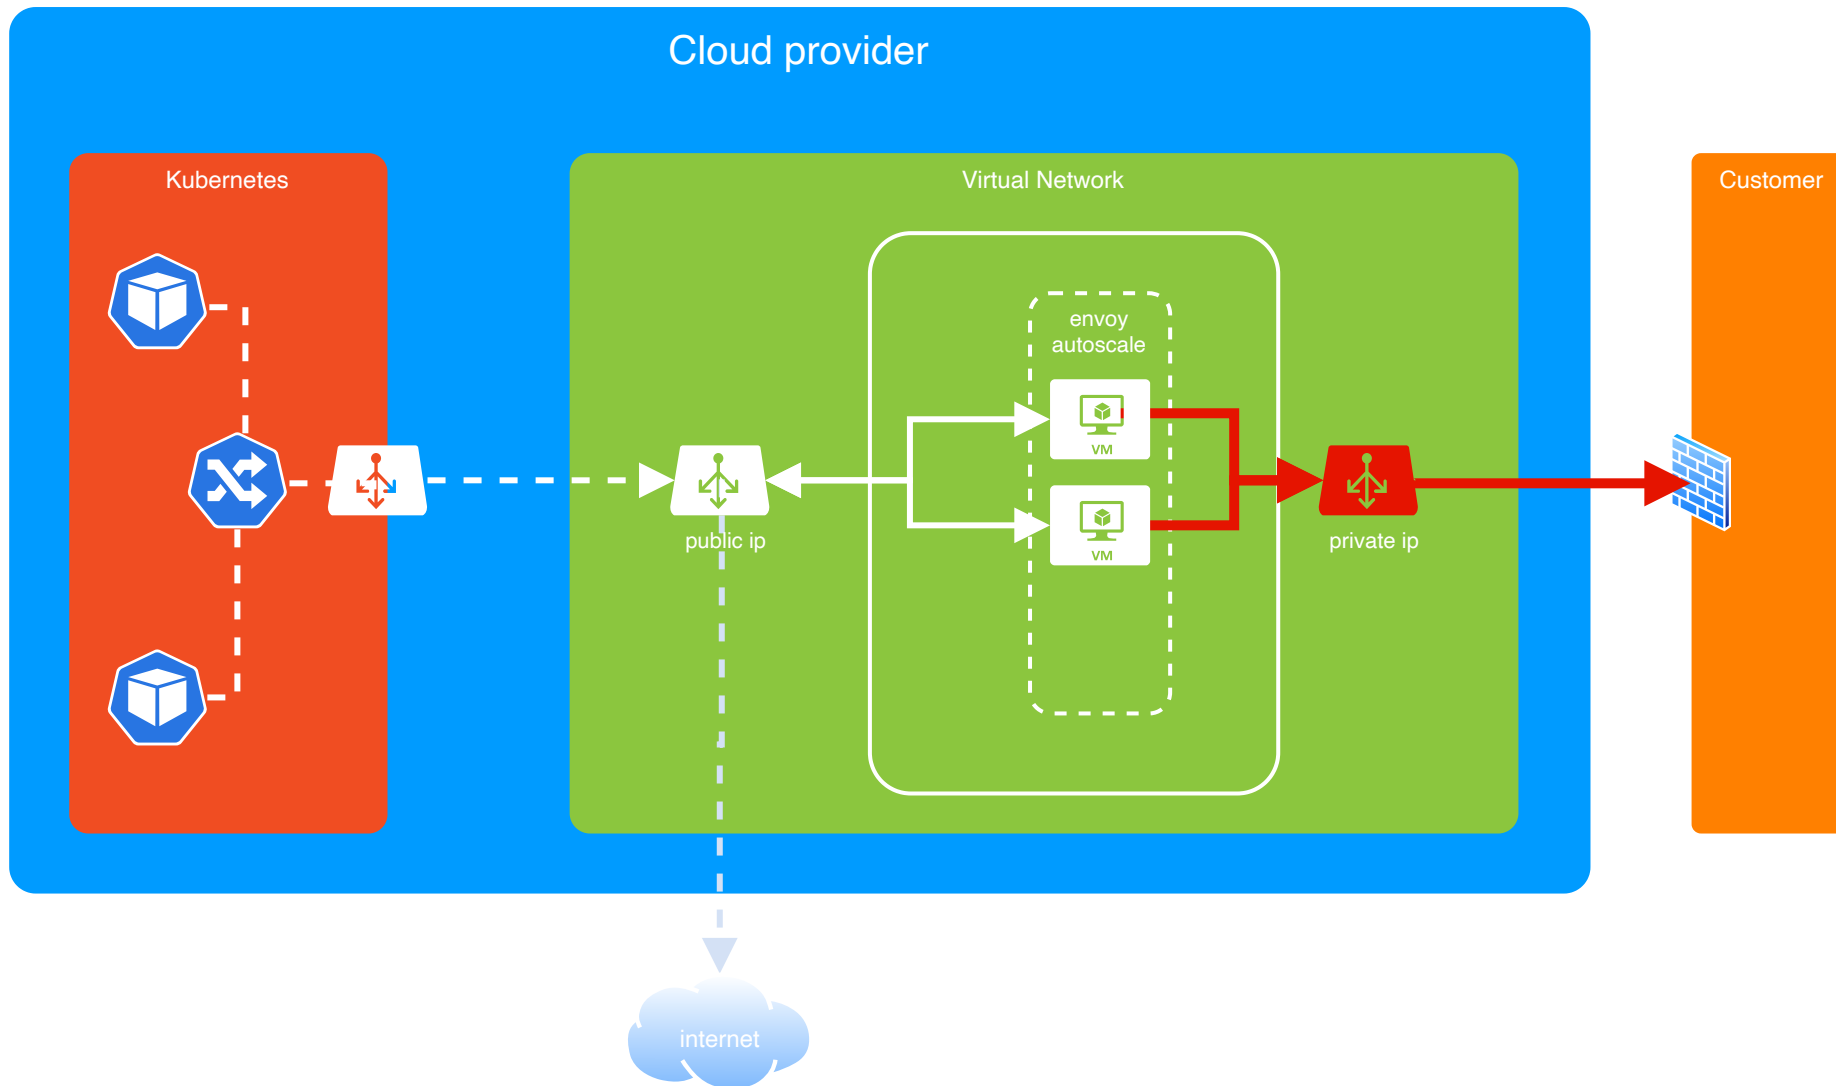 Cloud provider
Kubernetes
Virtual Network
Customer
envoy
autoscale
VM
VM
public ip
private ip
internet